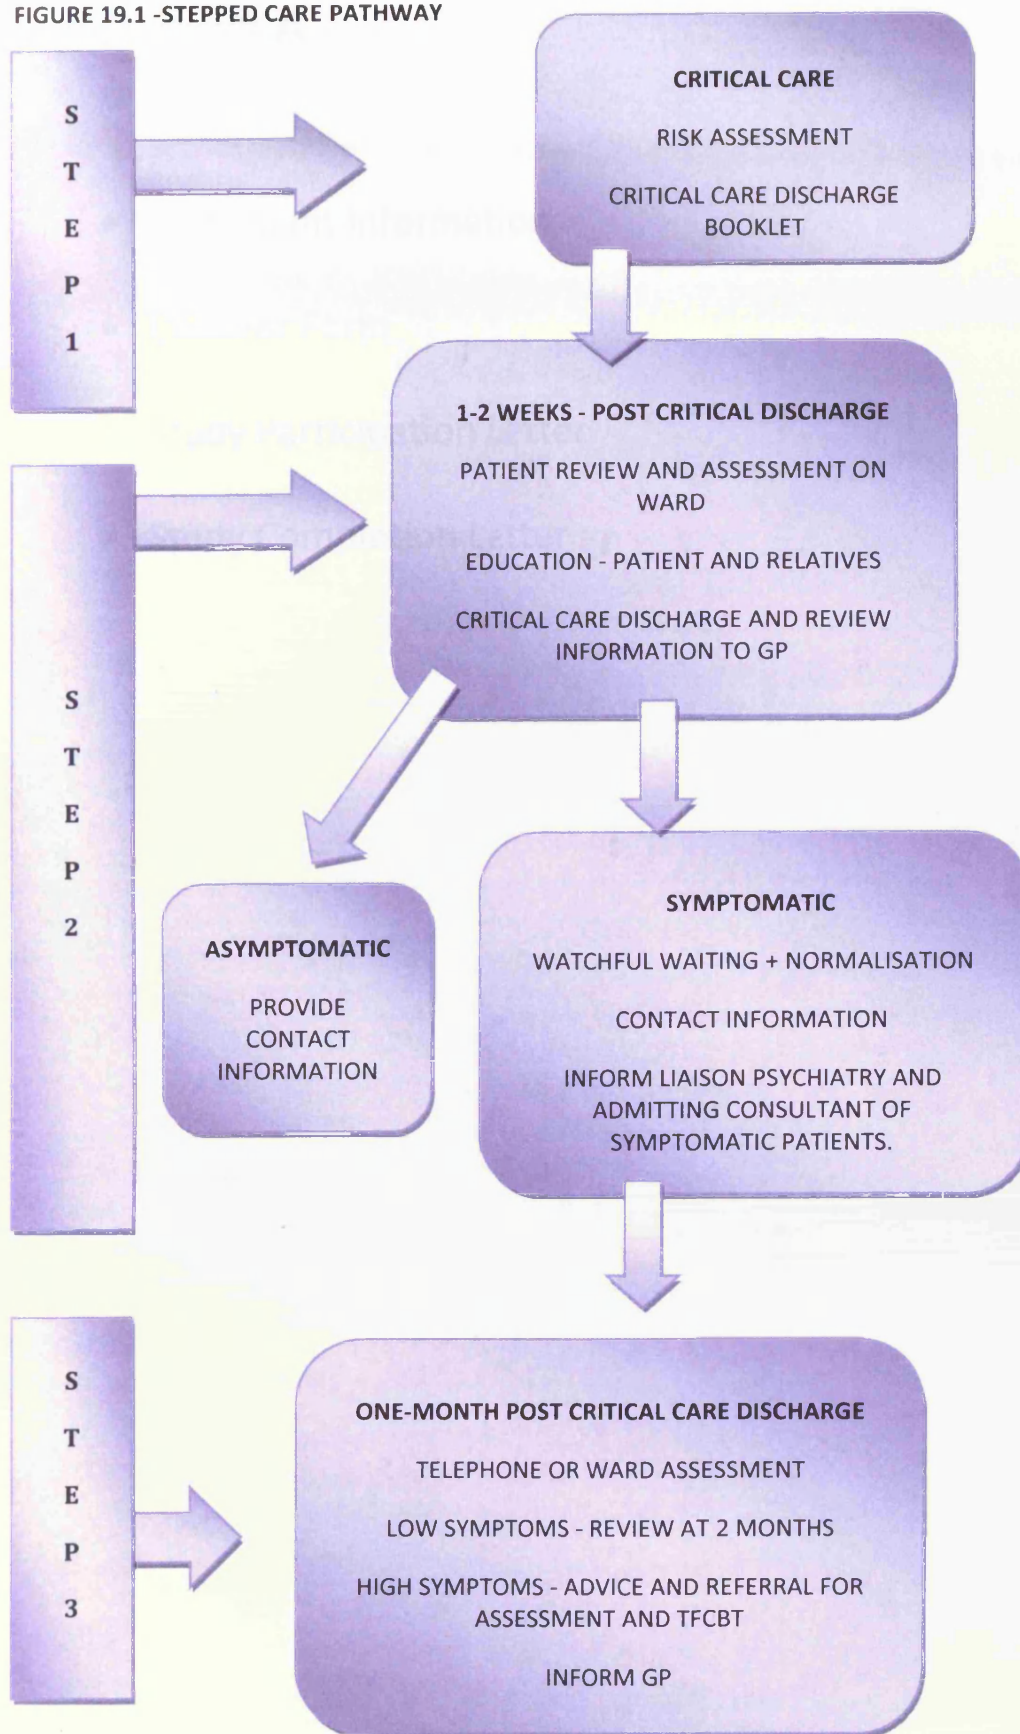 FIGURE 19.1 -STEPPED CARE PATHWAY
S
T
E
P
1
CRITICAL CARE
RISK ASSESSMENT
CRITICAL CARE DISCHARGE
BOOKLET
S
T
E
P
2
1-2 WEEKS - POST CRITICAL DISCHARGE
PATIENT REVIEW AND ASSESSMENT ON
WARD
EDUCATION - PATIENT AND RELATIVES
CRITICAL CARE DISCHARGE AND REVIEW
INFORMATION TO GP
ASYMPTOMATIC
PROVIDE
CONTACT
INFORMATION
SYMPTOMATIC
WATCHFUL WAITING + NORMALISATION
CONTACT INFORMATION
INFORM LIAISON PSYCHIATRY AND
ADMITTING CONSULTANT OF
SYMPTOMATIC PATIENTS.
S
T
E
P
3
ONE-MONTH POST CRITICAL CARE DISCHARGE
TELEPHONE OR WARD ASSESSMENT
LOW SYMPTOMS - REVIEW AT 2 MONTHS
HIGH SYMPTOMS - ADVICE AND REFERRAL FOR
ASSESSMENT AND TFCBT
INFORM GP